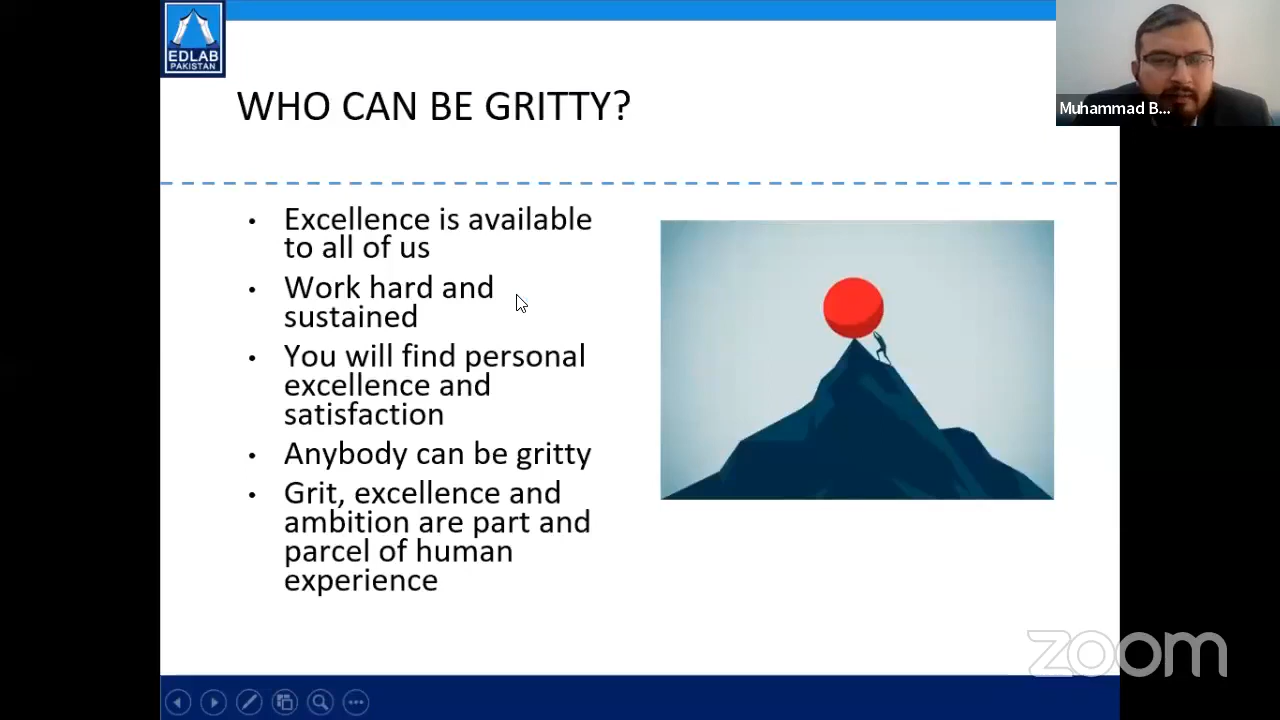 EDLAB
PAKISTAN
WHO CAN BE GRITTY?
Muhammad B...
• Excellence is available
to all of us
• Work hard and
sustained
• You will find personal
excellence and
satisfaction
• Anybody can be gritty
• Grit, excellence and
ambition are part and
parcel of human
experience
zoom